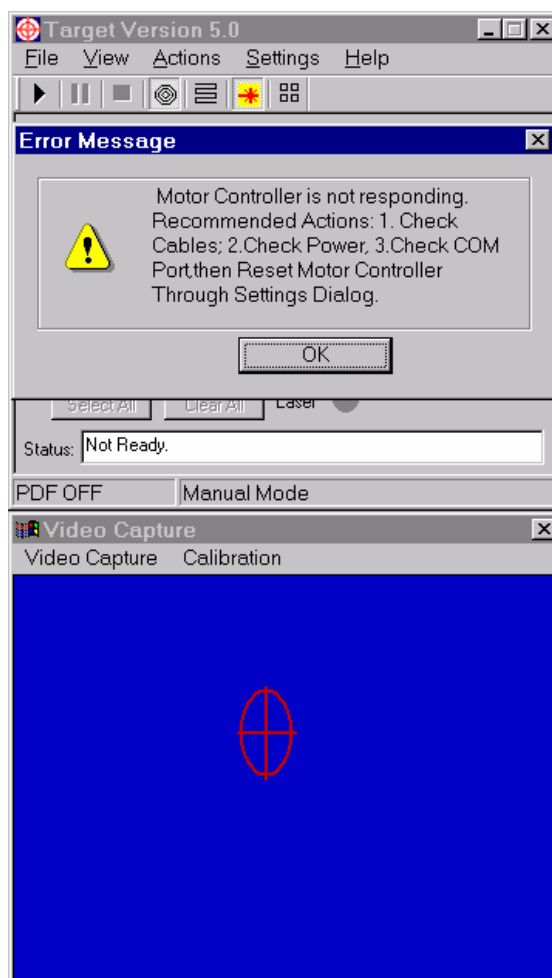 Target Version 5.0
File View Actions Settings Help
Error Message
Motor Controller is not responding.
Recommended Actions: 1. Check
Cables; 2.Check Power, 3.Check COM
Port,then Reset Motor Controller
Through Settings Dialog.
OK
Select All Clear All Laser
Status: Not Ready.
PDF OFF Manual Mode
Video Capture
Video Capture Calibration